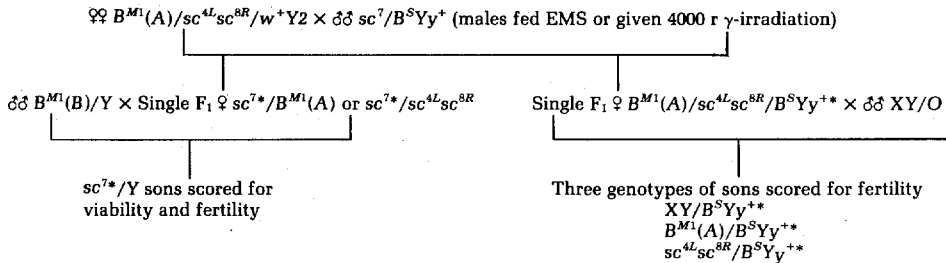 ♀♀ B^M1(A)/sc^4L sc^8R/w^+Y2 × ♂♂ sc^7/B^S Yy^+ (males fed EMS or given 4000 r γ-irradiation)
♂♂ B^M1(B)/Y × Single F₁ ♀ sc^7*/B^M1(A) or sc^7*/sc^4L sc^8R
Single F₁ ♀ B^M1(A)/sc^4L sc^8R/B^S Yy^+* × ♂♂ XY/O
sc^7*/Y sons scored for
viability and fertility
Three genotypes of sons scored for fertility
XY/B^S Yy^+*
B^M1(A)/B^S Yy^+*
sc^4L sc^8R/B^S Yy^+*